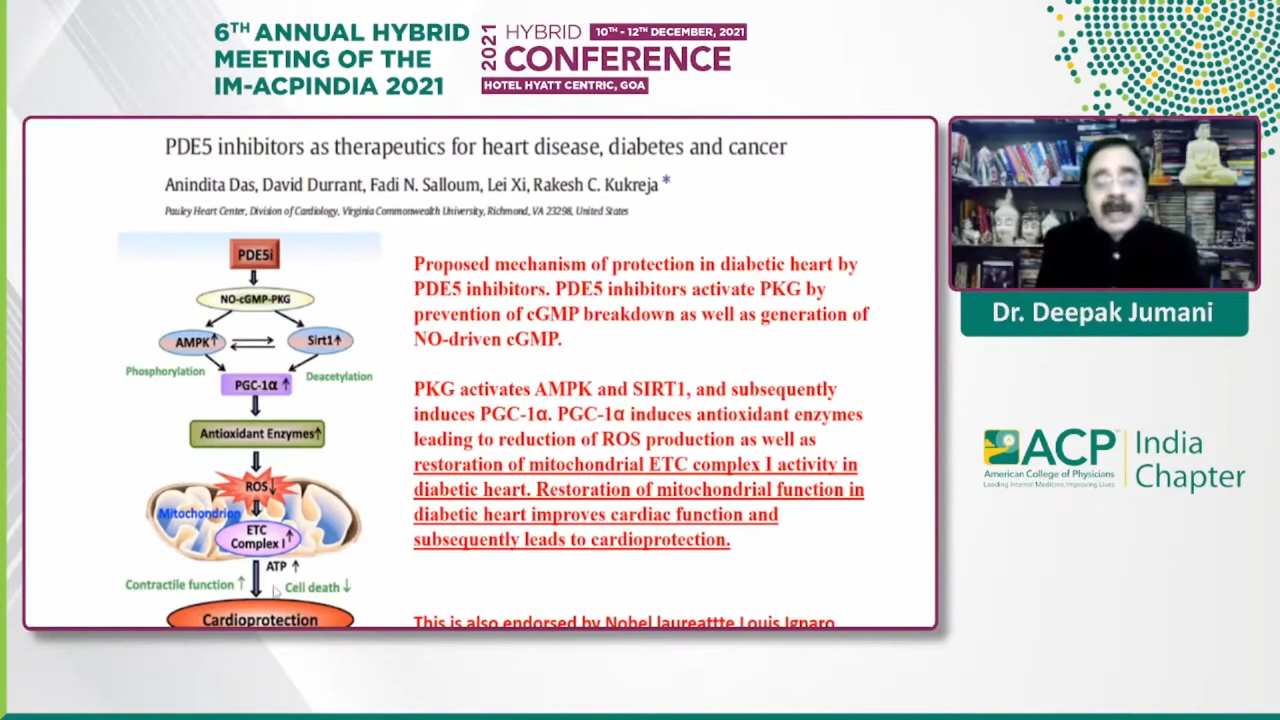 6TH ANNUAL HYBRID
MEETING OF THE
IM-ACPINDIA 2021
2021
HYBRID
10TH - 12TH DECEMBER, 2021
CONFERENCE
HOTEL HYATT CENTRIC, GOA
PDE5 inhibitors as therapeutics for heart disease, diabetes and cancer
Anindita Das, David Durrant, Fadi N. Salloum, Lei Xi, Rakesh C. Kukreja *
Pauley Heart Center, Division of Cardiology, Virginia Commonwealth University, Richmond, VA 23298, United States
PDE5i
NO-cGMP-PKG
AMPK↑
Sirt1↑
Phosphorylation
Deacetylation
PGC-1α ↑
Antioxidant Enzymes↑
ROS↓
Mitochondrion
ETC
Complex I↑
ATP ↑
Contractile function ↑
Cell death ↓
Cardioprotection
Proposed mechanism of protection in diabetic heart by
PDE5 inhibitors. PDE5 inhibitors activate PKG by
prevention of cGMP breakdown as well as generation of
NO-driven cGMP.
PKG activates AMPK and SIRT1, and subsequently
induces PGC-1α. PGC-1α induces antioxidant enzymes
leading to reduction of ROS production as well as
restoration of mitochondrial ETC complex I activity in
diabetic heart. Restoration of mitochondrial function in
diabetic heart improves cardiac function and
subsequently leads to cardioprotection.
This is also endorsed by Nobel laureattte Louis Ignaro
Dr. Deepak Jumani
ACP
American College of Physicians
Leading Internal Medicine, Improving Lives
India
Chapter